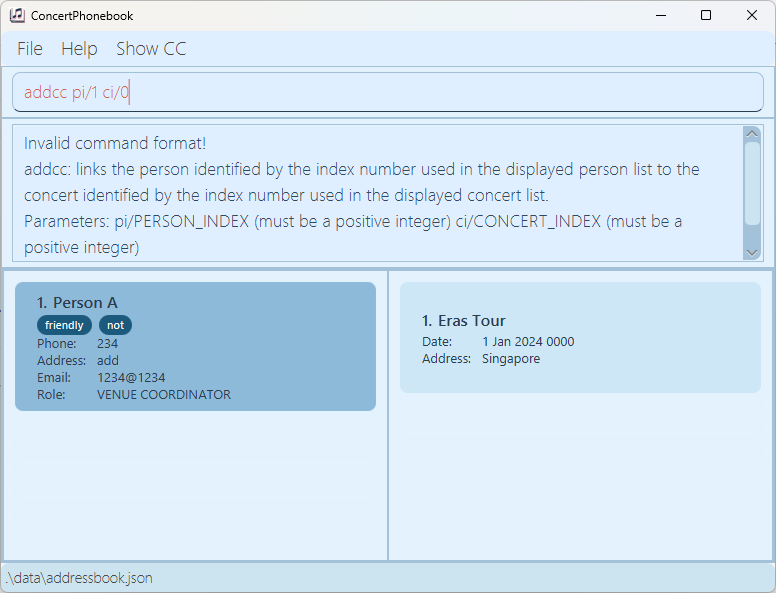 ConcertPhonebook
File Help Show CC
addcc pi/1 ci/0
Invalid command format!
addcc: links the person identified by the index number used in the displayed person list to the
concert identified by the index number used in the displayed concert list.
Parameters: pi/PERSON_INDEX (must be a positive integer) ci/CONCERT_INDEX (must be a
positive integer)
1. Person A
friendly not
Phone: 234
Address: add
Email: 1234@1234
Role: VENUE COORDINATOR
1. Eras Tour
Date: 1 Jan 2024 0000
Address: Singapore
.\data\addressbook.json